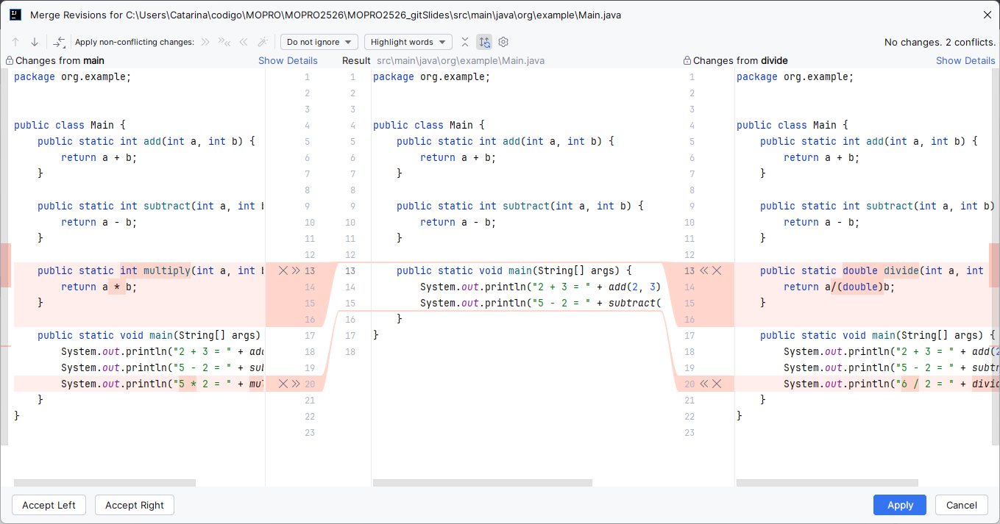 Merge Revisions for C:\Users\Catarina\codigo\MOPRO\MOPRO2526\MOPRO2526_gitSlides\src\main\java\org\example\Main.java
Apply non-conflicting changes:
Do not ignore
Highlight words
No changes. 2 conflicts.
Changes from main
Show Details
Result src\main\java\org\example\Main.java
Changes from divide
Show Details
package org.example;
public class Main {
public static int add(int a, int b) {
return a + b;
}
public static int subtract(int a, int
return a - b;
}
public static int multiply(int a, int
return a * b;
}
public static void main(String[] args)
System.out.println("2 + 3 = " + add
System.out.println("5 - 2 = " + sub
System.out.println("5 * 2 = " + mul
}
}
1
2
3
4
5
6
7
8
9
10
11
12
13
14
15
16
17
18
19
20
21
22
23
1
2
3
4
5
6
7
8
9
10
11
12
13
14
15
16
17
18
package org.example;
public class Main {
public static int add(int a, int b) {
return a + b;
}
public static int subtract(int a, int b) {
return a - b;
}
public static void main(String[] args) {
System.out.println("2 + 3 = " + add(2, 3)
System.out.println("5 - 2 = " + subtract(
}
}
1
2
3
4
5
6
7
8
9
10
11
12
13
14
15
16
17
18
19
20
21
22
23
package org.example;
public class Main {
public static int add(int a, int b) {
return a + b;
}
public static int subtract(int a, int b)
return a - b;
}
public static double divide(int a, int
return a/(double)b;
}
public static void main(String[] args) {
System.out.println("2 + 3 = " + add(2
System.out.println("5 - 2 = " + subtr
System.out.println("6 / 2 = " + divid
}
}
Accept Left
Accept Right
Apply
Cancel